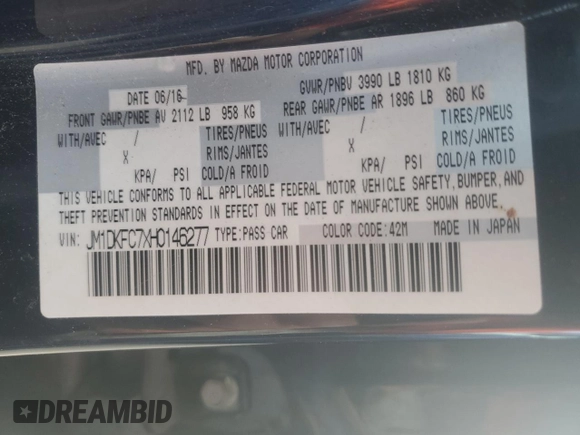 MFD. BY MAZDA MOTOR CORPORATION
DATE 06/16 GVWR/PNBV 3990 LB 1810 KG
FRONT GAWR/PNBE AV 2112 LB 958 KG REAR GAWR/PNBE AR 1896 LB 860 KG
WITH/AVEC / TIRES/PNEUS WITH/AVEC / TIRES/PNEUS
X RIMS/JANTES X RIMS/JANTES
KPA/ PSI COLD/A FROID KPA/ PSI COLD/A FROID
THIS VEHICLE CONFORMS TO ALL APPLICABLE FEDERAL MOTOR VEHICLE SAFETY, BUMPER, AND
THEFT PREVENTION STANDARDS IN EFFECT ON THE DATE OF MANUFACTURE SHOWN ABOVE.
VIN: JM1DKFC7XH0146277 TYPE:PASS CAR COLOR CODE:42M MADE IN JAPAN
DREAMBID